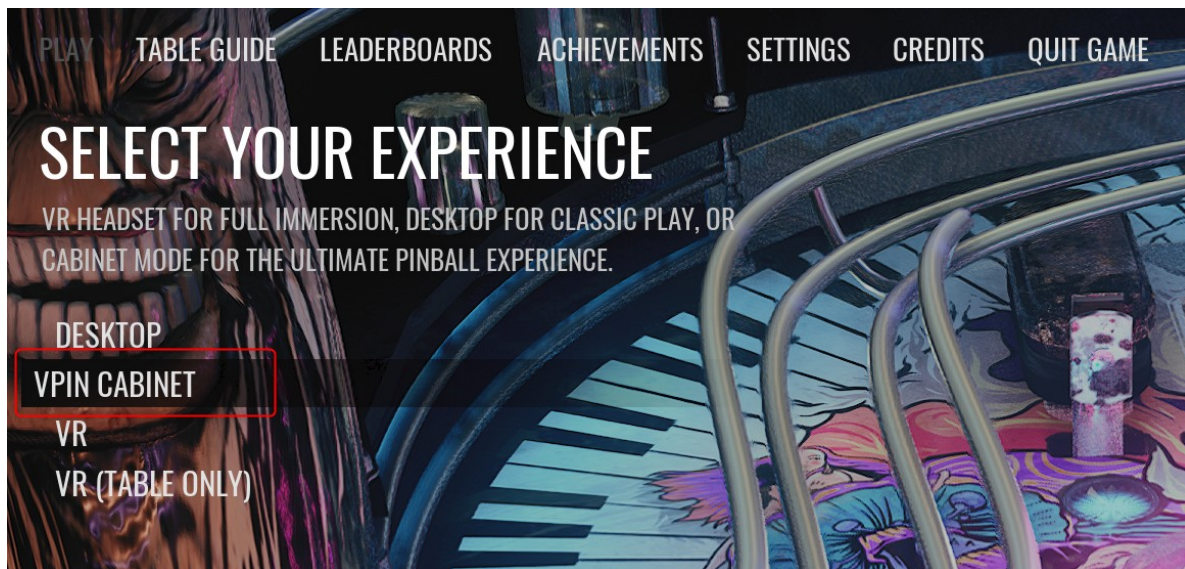 PLAY TABLE GUIDE LEADERBOARDS ACHIEVEMENTS SETTINGS CREDITS QUIT GAME
SELECT YOUR EXPERIENCE
VR HEADSET FOR FULL IMMERSION, DESKTOP FOR CLASSIC PLAY, OR
CABINET MODE FOR THE ULTIMATE PINBALL EXPERIENCE.
DESKTOP
VPIN CABINET
VR
VR (TABLE ONLY)